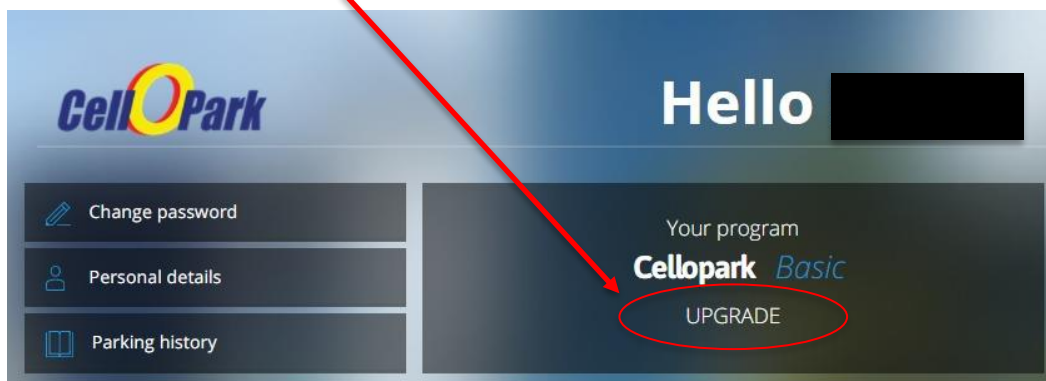 CellOPark
Hello
Change password
Personal details
Parking history
Your program
Cellopark Basic
UPGRADE